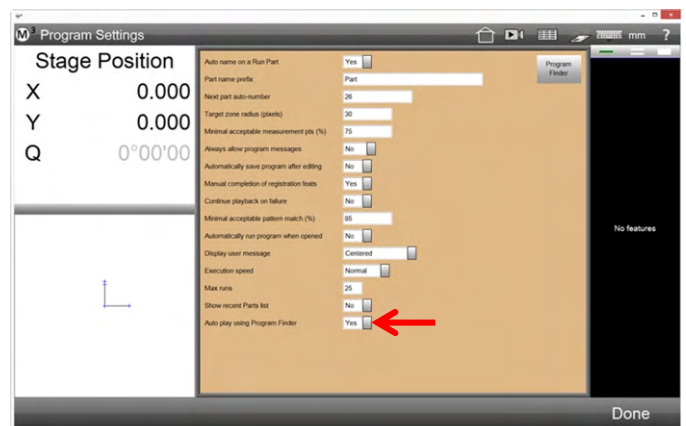 M³ Program Settings mm ?
Stage Position
X 0.000
Y 0.000
Q 0°00'00
Auto name on a Run Part Yes
Part name prefix Part
Next part auto-number 26
Target zone radius (pixels) 30
Minimal acceptable measurement pts (%) 75
Always allow program messages No
Automatically save program after editing No
Manual completion of registration feats Yes
Continue playback on failure No
Minimal acceptable pattern match (%) 85
Automatically run program when opened No
Display user message Centered
Execution speed Normal
Max runs 25
Show recent Parts list No
Auto play using Program Finder Yes
Program
Finder
No features
Done